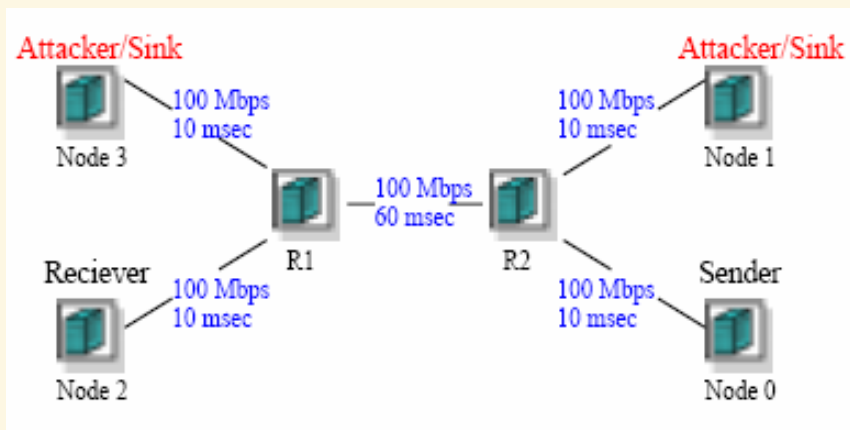 Attacker/Sink
Attacker/Sink
100 Mbps
10 msec
100 Mbps
10 msec
Node 3
Node 1
100 Mbps
60 msec
R1
R2
Reciever
Sender
100 Mbps
10 msec
100 Mbps
10 msec
Node 2
Node 0